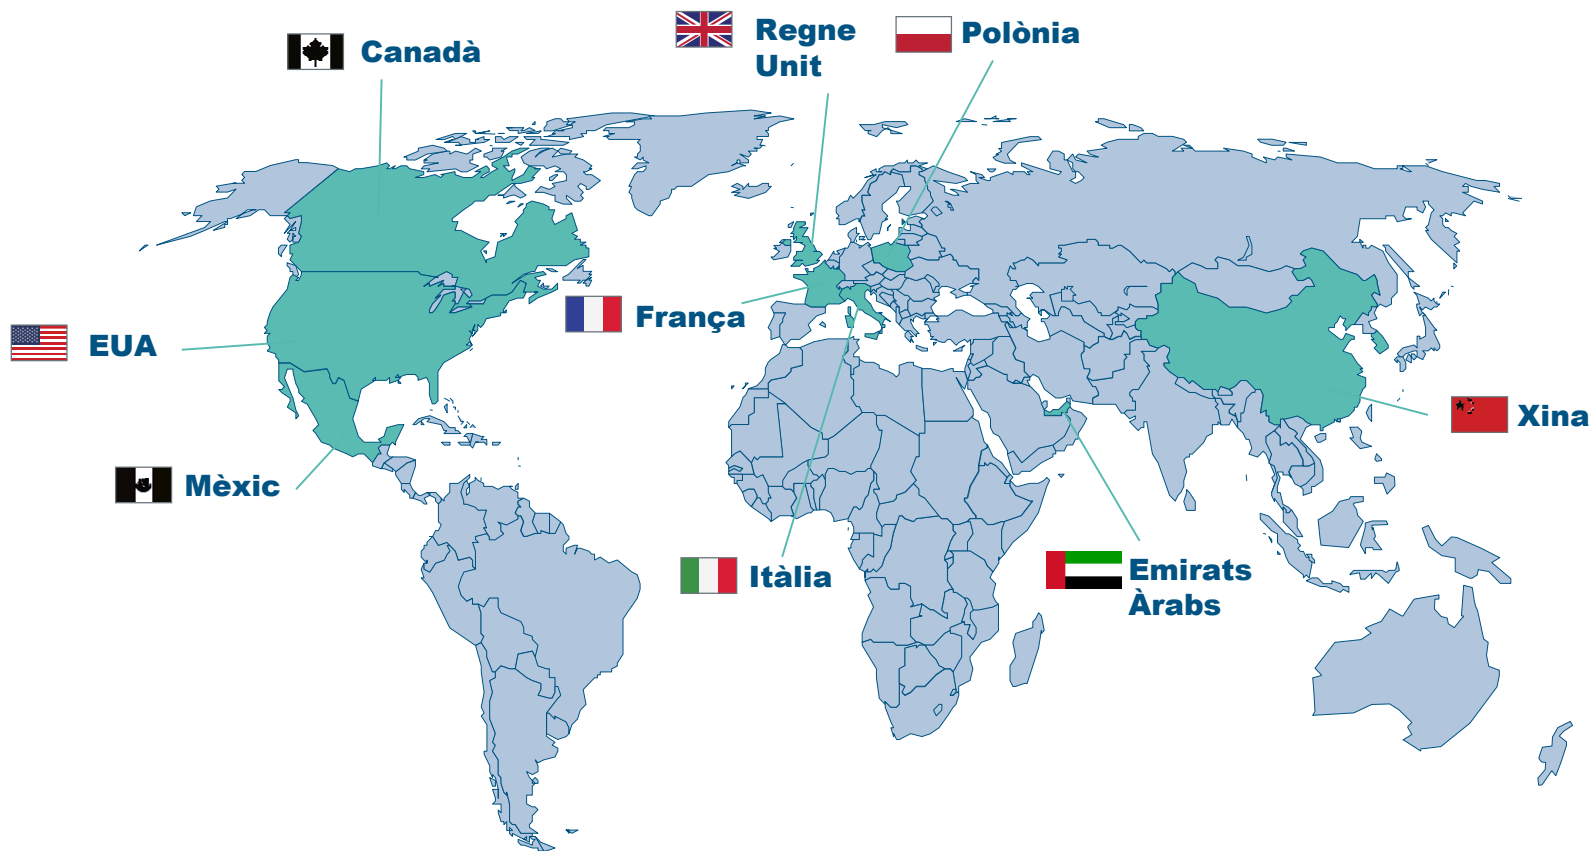 Canadà
Regne
Unit
Polònia
França
EUA
Xina
Mèxic
Itàlia
Emirats
Àrabs